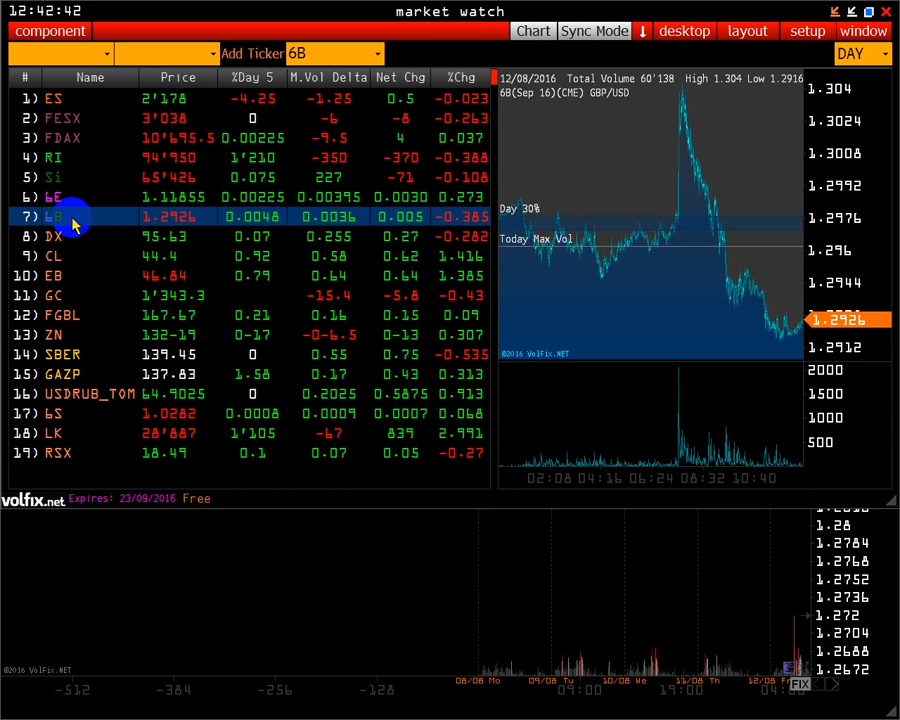 12:42:42 market watch
component Chart Sync Mode desktop layout setup window
Add Ticker 6B DAY
# Name Price %Day 5 M.Vol Delta Net Chg %Chg
1) ES 2'178 -4.25 -1.25 0.5 -0.023
2) FESX 3'038 0 -6 -8 -0.263
3) FDAX 10'695.5 0.00225 -9.5 4 0.037
4) RI 94'950 1'210 -350 -370 -0.388
5) Si 65'426 0.075 227 -71 -0.108
6) 6E 1.11855 0.00225 0.00395 0.0030 0.273
7) 6B 1.2926 0.0048 0.0036 0.005 -0.385
8) DX 95.63 0.07 0.255 0.27 -0.282
9) CL 44.4 0.92 0.58 0.62 1.416
10) EB 46.84 0.79 0.64 0.64 1.385
11) GC 1'343.3 -15.4 -5.8 -0.43
12) FGBL 167.67 0.21 0.16 0.15 0.09
13) ZN 132-19 0-17 -0-6.5 0-13 0.307
14) SBER 139.45 0 0.55 0.75 -0.535
15) GAZP 137.83 1.58 0.17 0.43 0.313
16) USDRUB_TOM 64.9025 0 0.2025 0.5875 0.913
17) 6S 1.0282 0.0008 0.0009 0.0007 0.068
18) LK 28'887 1'105 -67 839 2.991
19) RSX 18.49 0.1 0.07 0.05 -0.27
12/08/2016 Total Volume 60'138 High 1.304 Low 1.2916
6B(Sep 16)(CME) GBP/USD
Day 30%
Today Max Vol
©2016 VolFix.NET
1.304
1.3024
1.3008
1.2992
1.2976
1.296
1.2944
1.2926
1.2912
2000
1500
1000
500
02:08 04:16 06:24 08:32 10:40
volfix.net Expires: 23/09/2016 Free
1.28
1.2784
1.2768
1.2752
1.2736
1.272
1.2704
1.2688
1.2672
©2016 VolFix.NET
08/08 Mo 09/08 Tu 10/08 We 11/08 Th 12/08 Fr
FIX
-512 -384 -256 -128 09:00 19:00 04:0